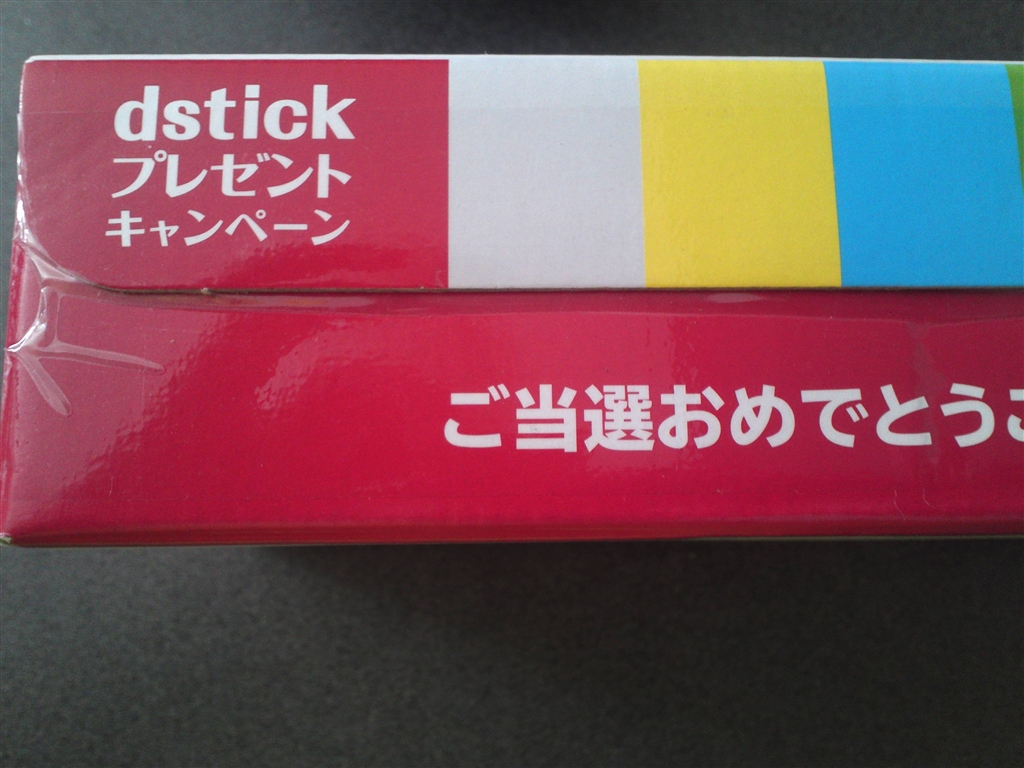 dstick
プレゼント
キャンペーン
ご当選おめでとうご